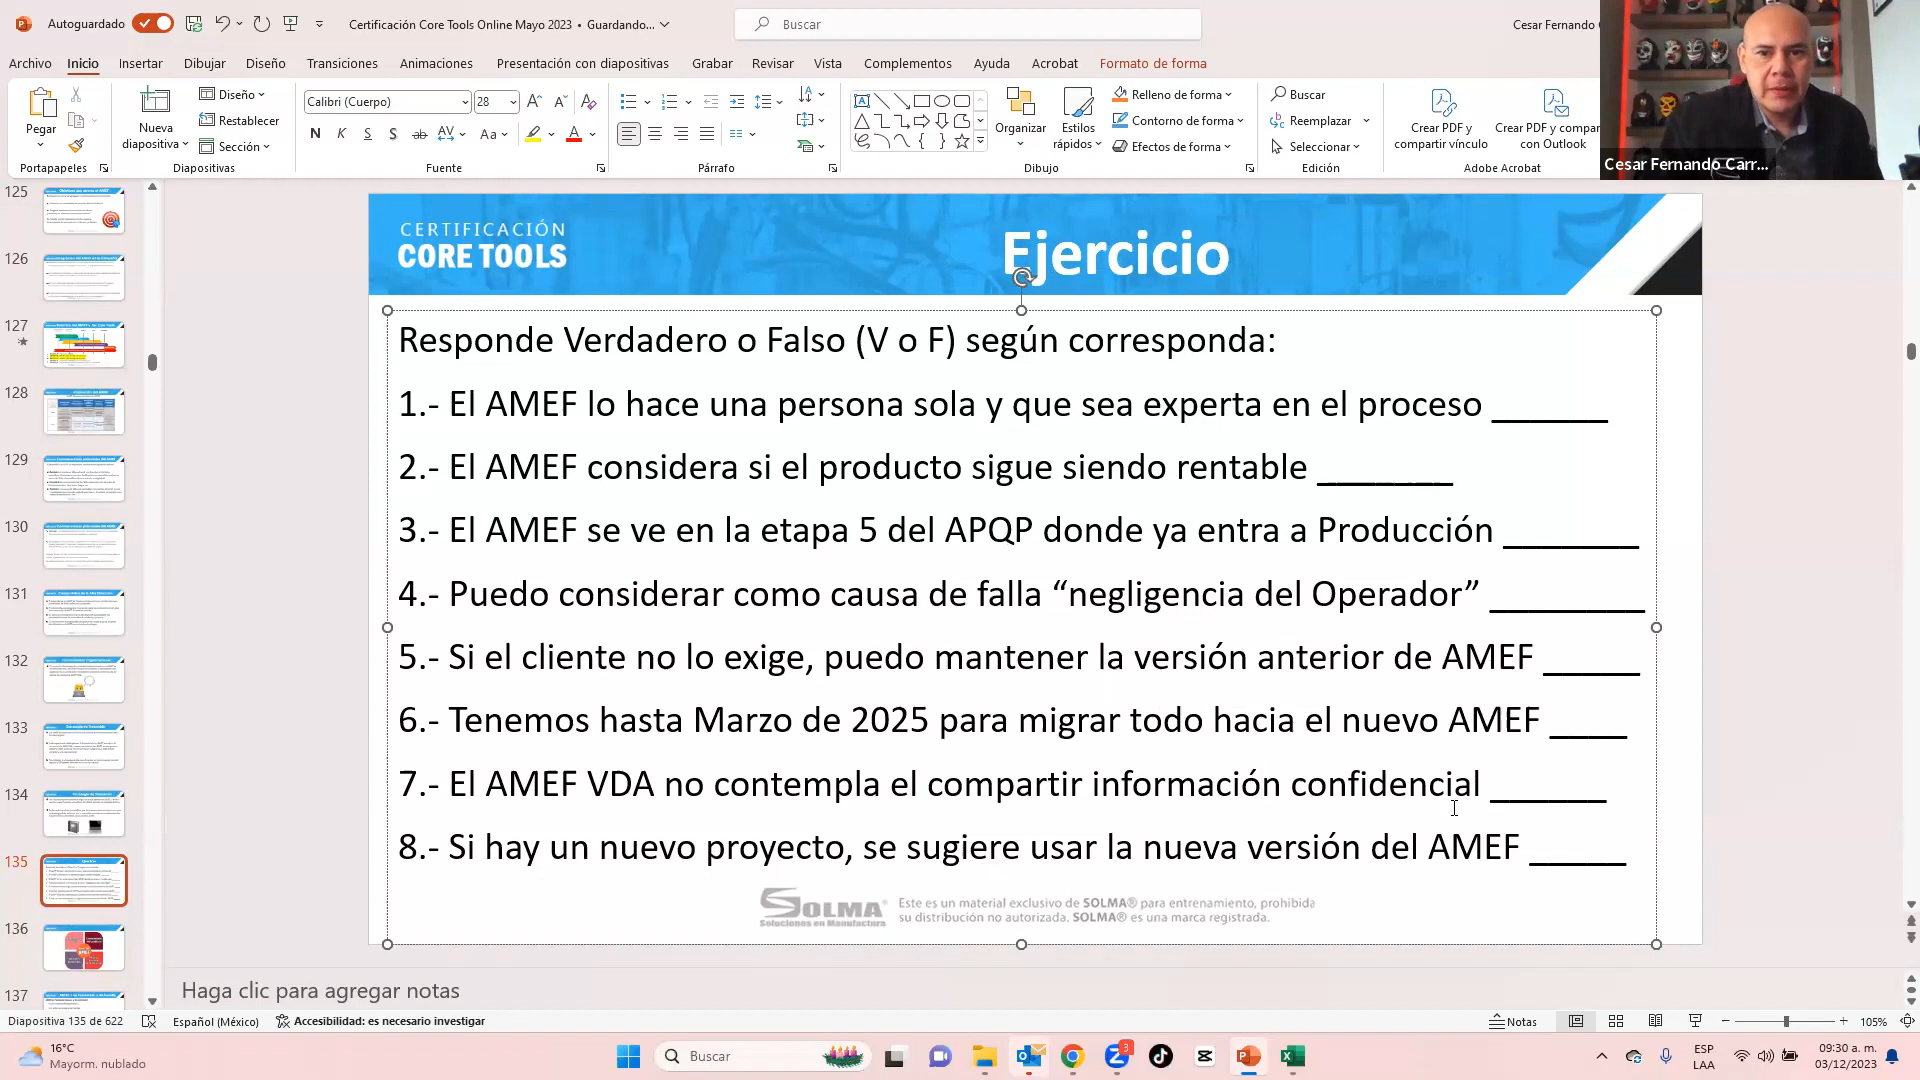 Autoguardado
Certificación Core Tools Online Mayo 2023 • Guardando...
Buscar
Cesar Fernando
Archivo Inicio Insertar Dibujar Diseño Transiciones Animaciones Presentación con diapositivas Grabar Revisar Vista Complementos Ayuda Acrobat Formato de forma
Pegar
Nueva diapositiva
Diseño
Restablecer
Sección
Calibri (Cuerpo) 28
N K S S ab AV Aa A
Organizar
Estilos rápidos
Relleno de forma
Contorno de forma
Efectos de forma
Buscar
Reemplazar
Seleccionar
Crear PDF y compartir vínculo
Crear PDF y compar
con Outlook
Portapapeles Diapositivas Fuente Párrafo Dibujo Edición Adobe Acrobat
Cesar Fernando Carr...
125
126
127
128
129
130
131
132
133
134
135
136
137
CERTIFICACIÓN
CORE TOOLS
Ejercicio
Responde Verdadero o Falso (V o F) según corresponda:
1.- El AMEF lo hace una persona sola y que sea experta en el proceso ______
2.- El AMEF considera si el producto sigue siendo rentable _______
3.- El AMEF se ve en la etapa 5 del APQP donde ya entra a Producción _______
4.- Puedo considerar como causa de falla “negligencia del Operador” ________
5.- Si el cliente no lo exige, puedo mantener la versión anterior de AMEF _____
6.- Tenemos hasta Marzo de 2025 para migrar todo hacia el nuevo AMEF ____
7.- El AMEF VDA no contempla el compartir información confidencial ______
8.- Si hay un nuevo proyecto, se sugiere usar la nueva versión del AMEF _____
SOLMA®
Soluciones en Manufactura
Este es un material exclusivo de SOLMA® para entrenamiento, prohibida
su distribución no autorizada. SOLMA® es una marca registrada.
Haga clic para agregar notas
Diapositiva 135 de 622 Español (México) Accesibilidad: es necesario investigar Notas 105%
16°C
Mayorm. nublado
Buscar
3
ESP
LAA
09:30 a. m.
03/12/2023